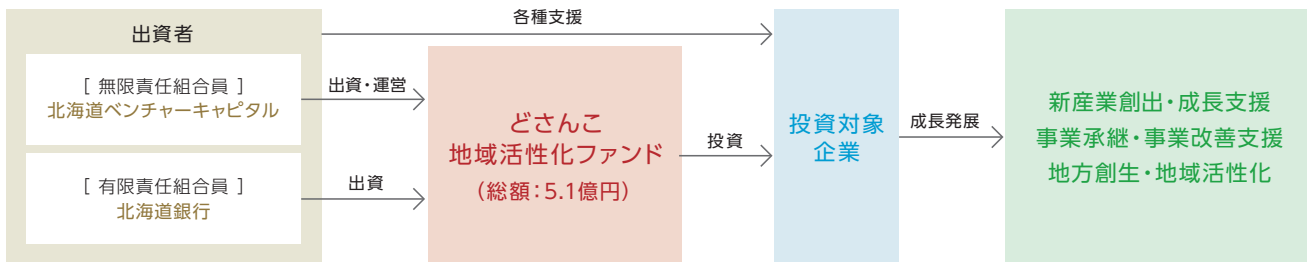 出資者
[ 無限責任組合員 ]
北海道ベンチャーキャピタル
[ 有限責任組合員 ]
北海道銀行
各種支援
出資・運営
出資
どさんこ
地域活性化ファンド
（総額：5.1億円）
投資
投資対象
企業
成長発展
新産業創出・成長支援
事業承継・事業改善支援
地方創生・地域活性化